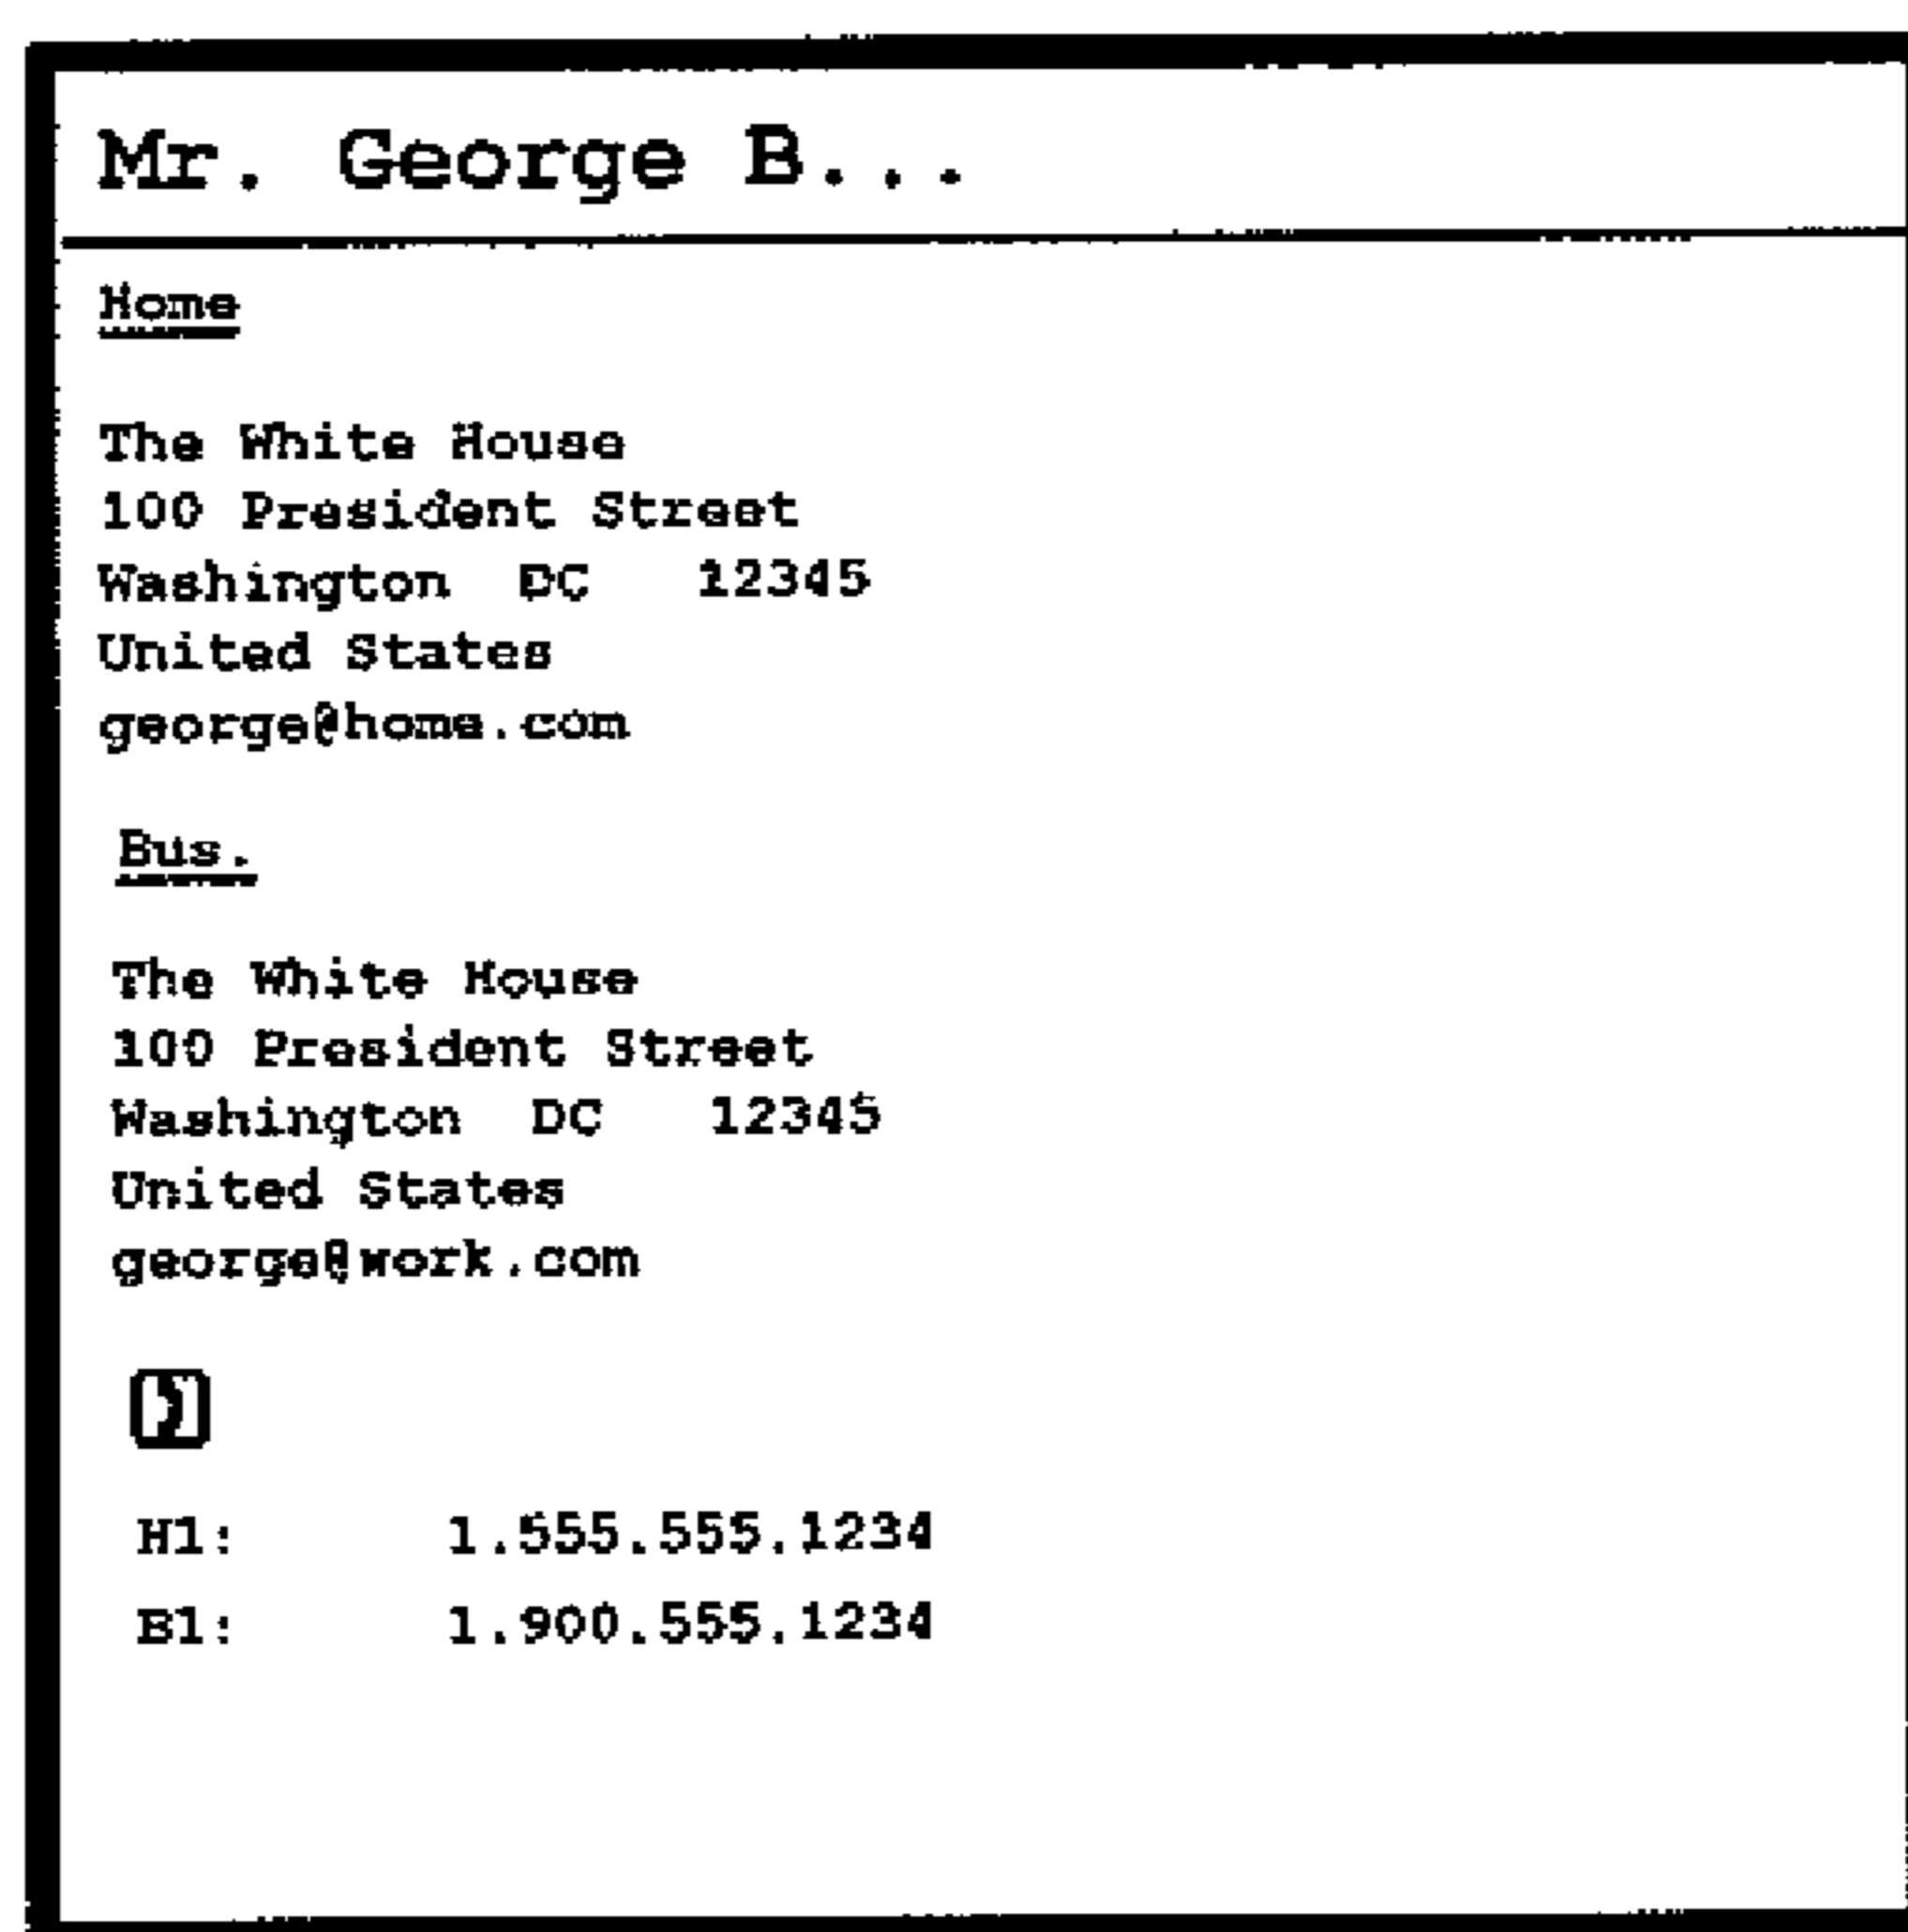 Mr. George B...
Home
The White House
100 President Street
Washington DC 12345
United States
george@home.com
Bus.
The White House
100 President Street
Washington DC 12345
United States
george@work.com
H1: 1.555.555.1234
B1: 1.900.555.1234